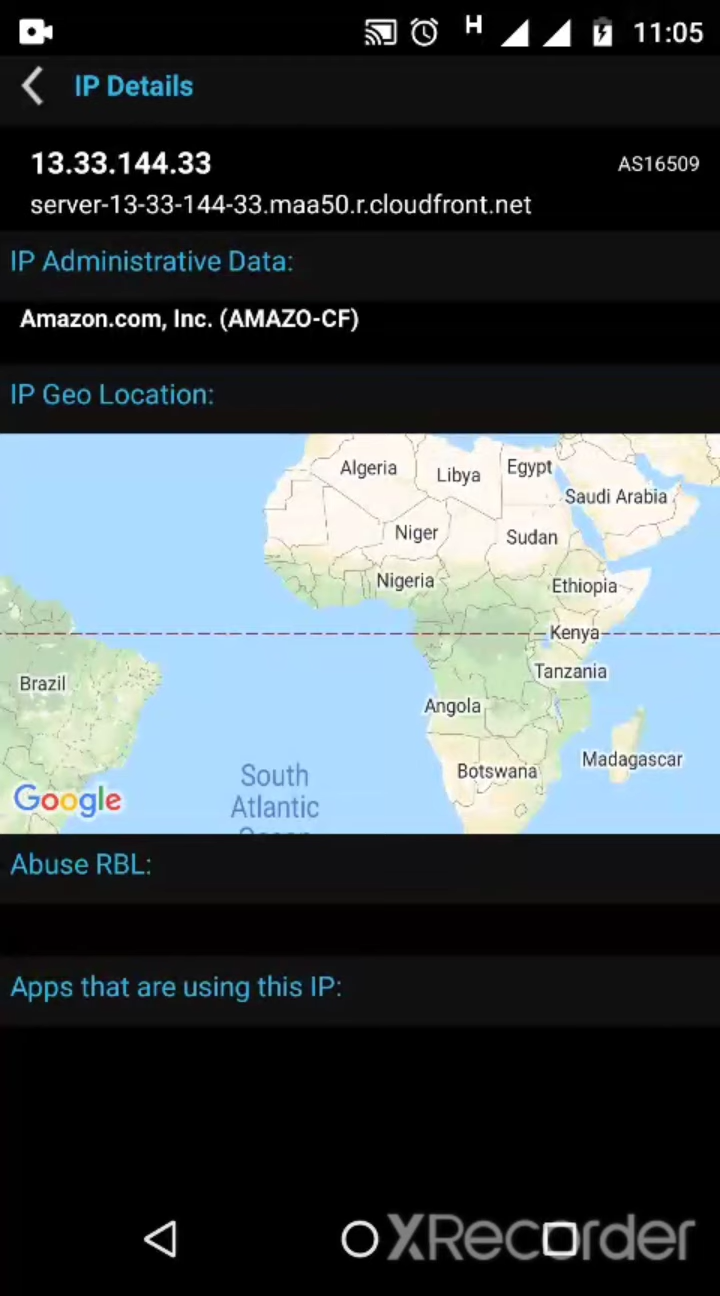 H 11:05
IP Details
13.33.144.33 AS16509
server-13-33-144-33.maa50.r.cloudfront.net
IP Administrative Data:
Amazon.com, Inc. (AMAZO-CF)
IP Geo Location:
Algeria
Libya
Egypt
Saudi Arabia
Niger
Sudan
Nigeria
Ethiopia
Kenya
Brazil
Tanzania
Angola
Madagascar
Botswana
South
Atlantic
Ocean
Google
Abuse RBL:
Apps that are using this IP:
XRecorder